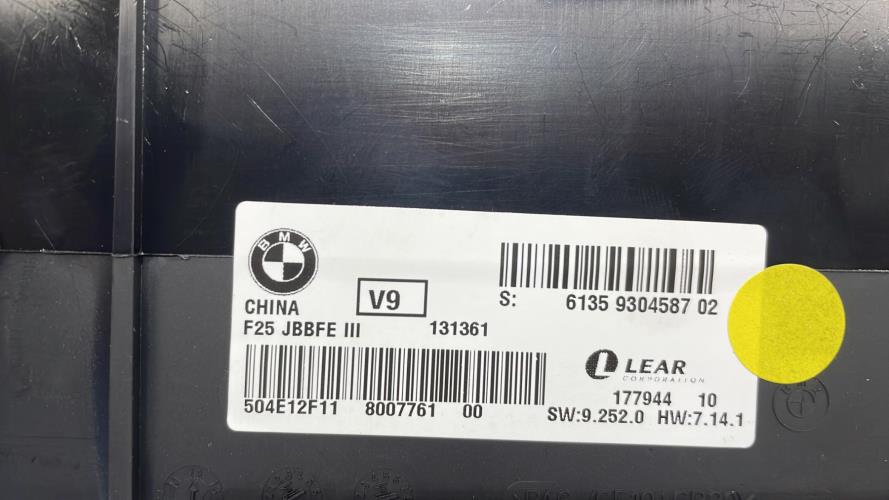 BMW
CHINA
V9
S: 6135 9304587 02
F25 JBBFE III 131361
LEAR
CORPORATION
504E12F11 8007761 00
177944 10
SW:9.252.0 HW:7.14.1